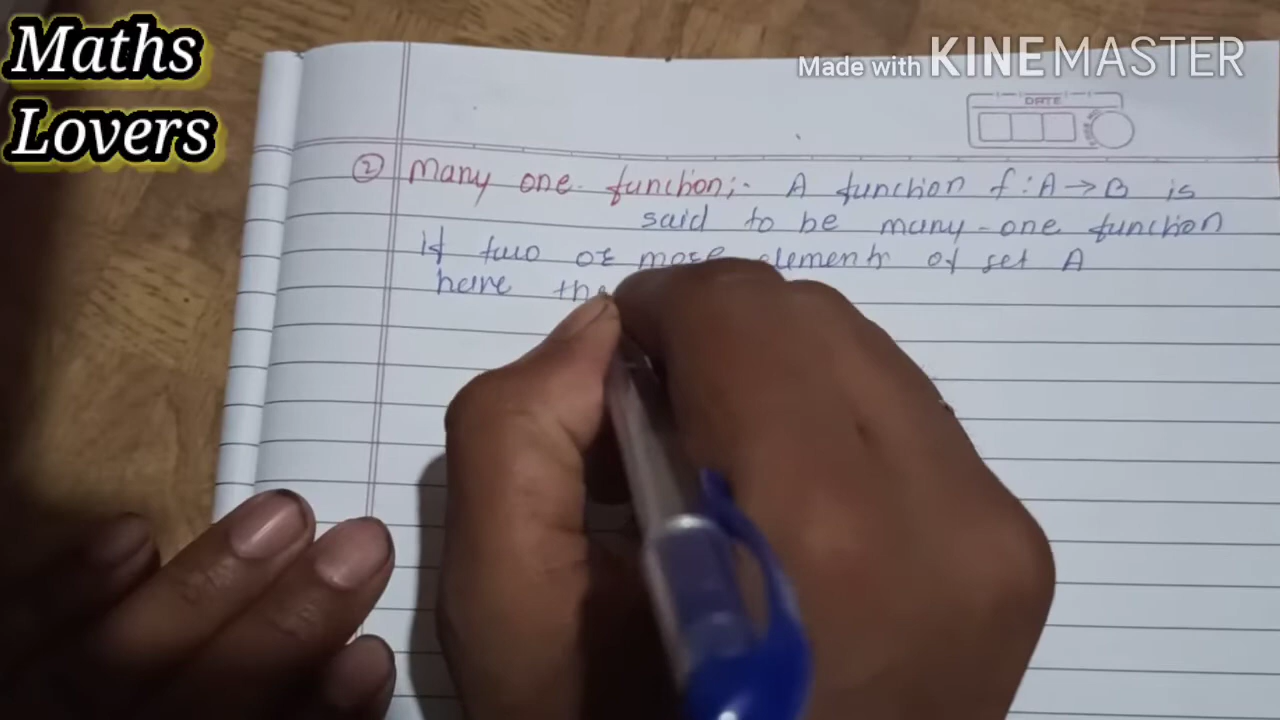 Maths
Lovers
Made with KINEMASTER
DATE
② Many one function:- A function f: A → B is
said to be many-one function
if two or more elements of set A
have the